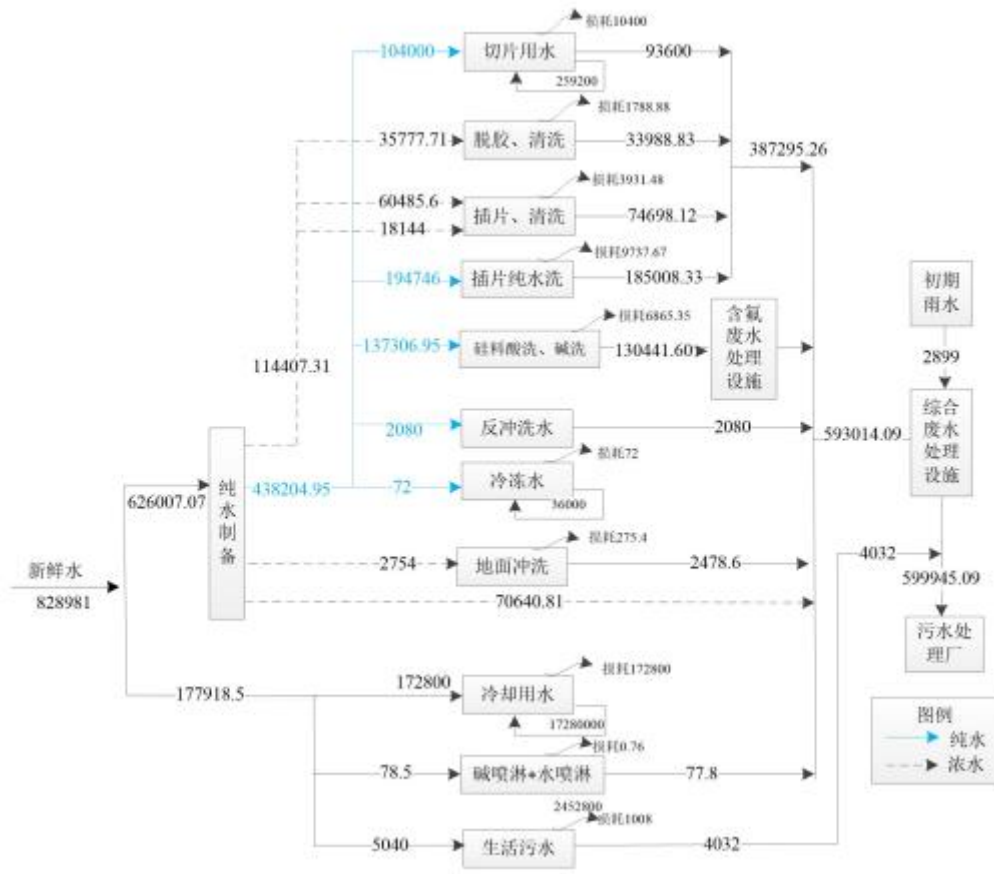 损耗10400
104000
切片用水
93600
259200
损耗1788.88
35777.71
脱胶、清洗
33988.83
387295.26
损耗3931.48
60485.6
18144
插片、清洗
74698.12
损耗9737.67
194746
插片纯水洗
185008.33
初期
雨水
损耗6865.35
137306.95
硅料酸洗、碱洗
130441.60
含氟
废水
处理
设施
2899
114407.31
2080
反冲洗水
2080
593014.09
综合
废水
处理
设施
损耗72
438204.95
72
冷冻水
36000
626007.07
纯
水
制
备
损耗275.4
2754
地面冲洗
2478.6
4032
599945.09
新鲜水
828981
70640.81
污水处
理厂
损耗172800
177918.5
172800
冷却用水
17280000
图例
纯水
浓水
损耗0.76
78.5
碱喷淋+水喷淋
77.8
2452800
损耗1008
5040
生活污水
4032